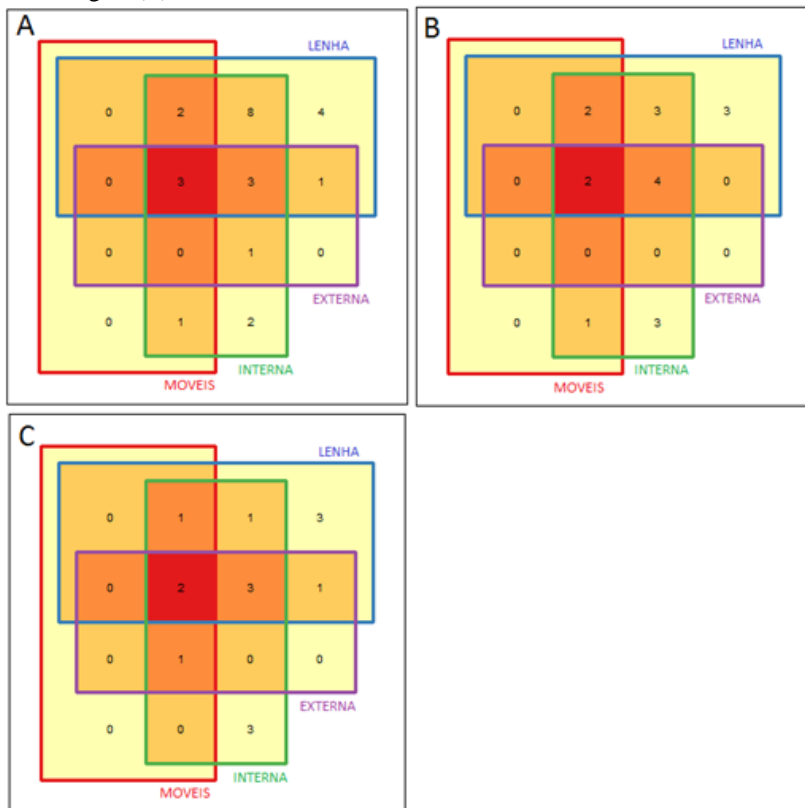 A
LENHA
0 2 8 4
0 3 3 1
0 0 1 0
EXTERNA
0 1 2
INTERNA
MOVEIS
B
LENHA
0 2 3 3
0 2 4 0
0 0 0 0
EXTERNA
0 1 3
INTERNA
MOVEIS
C
LENHA
0 1 1 3
0 2 3 1
0 1 0 0
EXTERNA
0 0 3
INTERNA
MOVEIS